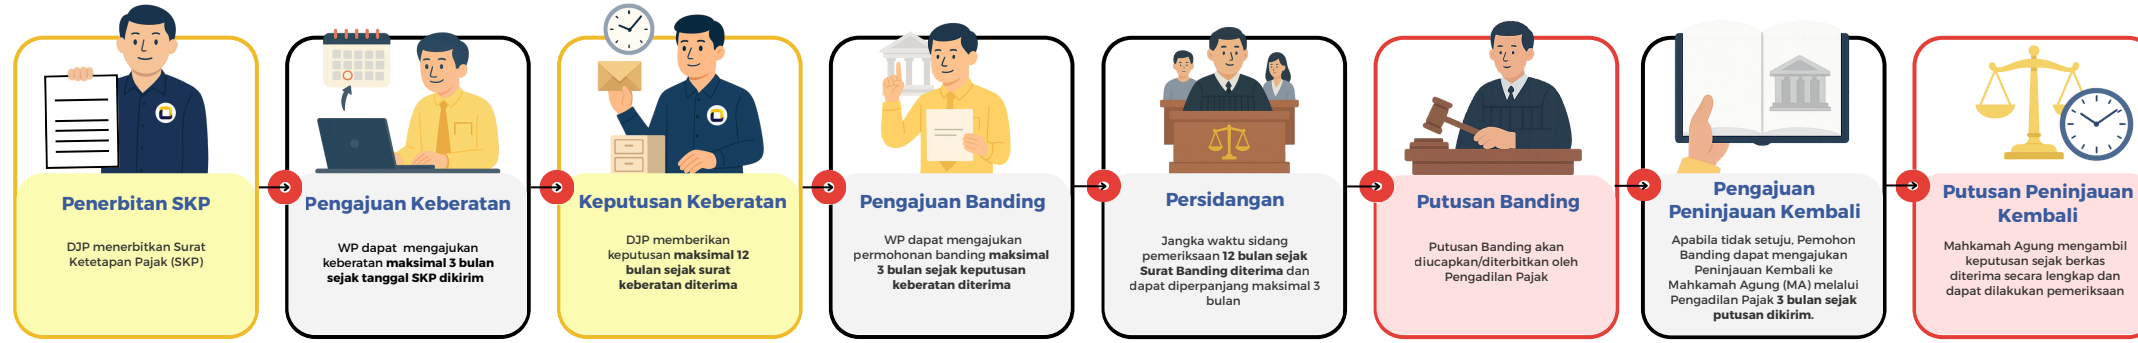 Penerbitan SKP
DJP menerbitkan Surat
Ketetapan Pajak (SKP)
Pengajuan Keberatan
WP dapat mengajukan
keberatan maksimal 3 bulan
sejak tanggal SKP dikirim
Keputusan Keberatan
DJP memberikan
keputusan maksimal 12
bulan sejak surat
keberatan diterima
Pengajuan Banding
WP dapat mengajukan
permohonan banding maksimal
3 bulan sejak keputusan
keberatan diterima
Persidangan
Jangka waktu sidang
pemeriksaan 12 bulan sejak
Surat Banding diterima dan
dapat diperpanjang maksimal 3
bulan
Putusan Banding
Putusan Banding akan
diucapkan/diterbitkan oleh
Pengadilan Pajak
Pengajuan
Peninjauan Kembali
Apabila tidak setuju, Pemohon
Banding dapat mengajukan
Peninjauan Kembali ke
Mahkamah Agung (MA) melalui
Pengadilan Pajak 3 bulan sejak
putusan dikirim.
Putusan Peninjauan
Kembali
Mahkamah Agung mengambil
keputusan sejak berkas
diterima secara lengkap dan
dapat dilakukan pemeriksaan